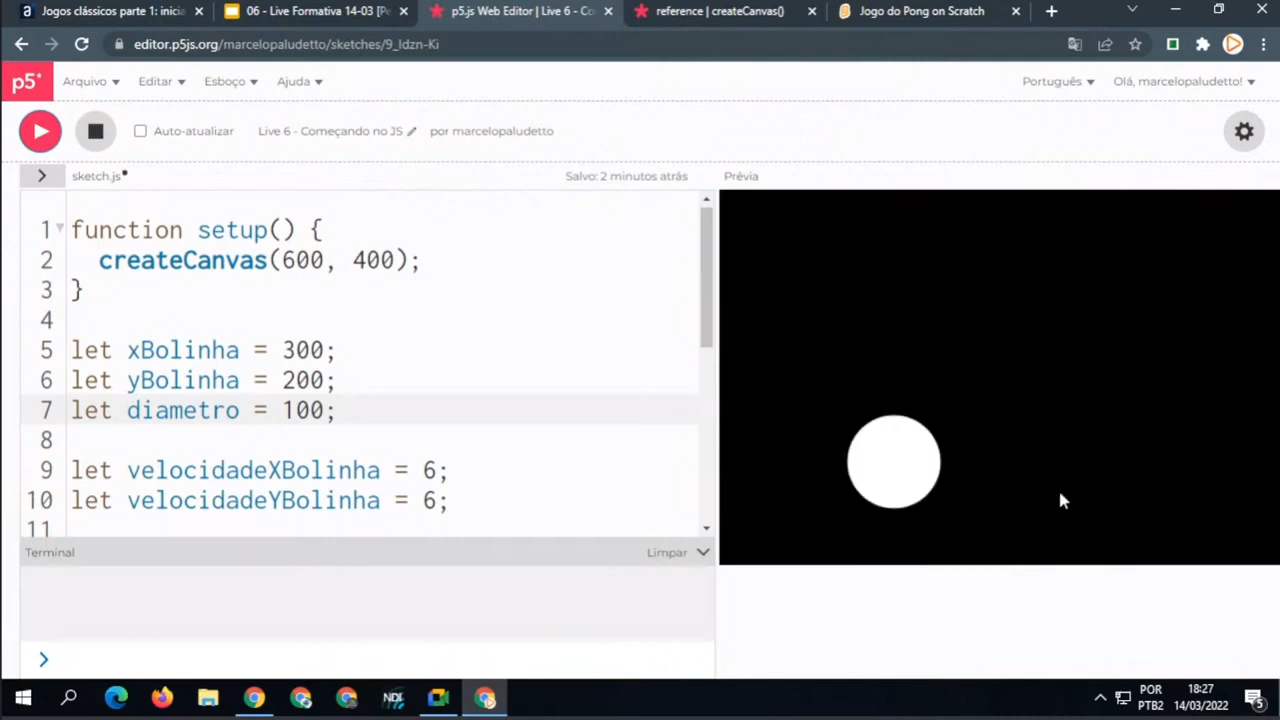 Jogos clássicos parte 1: inicia
06 - Live Formativa 14-03 [Pe
p5.js Web Editor | Live 6 - Co
reference | createCanvas()
Jogo do Pong on Scratch
editor.p5js.org/marcelopaludetto/sketches/9_Idzn-Ki
p5*
Arquivo
Editar
Esboço
Ajuda
Português
Olá, marcelopaludetto!
Auto-atualizar
Live 6 - Começando no JS
por marcelopaludetto
sketch.js
Salvo: 2 minutos atrás
Prévia
1 function setup() {
2 createCanvas(600, 400);
3 }
4
5 let xBolinha = 300;
6 let yBolinha = 200;
7 let diametro = 100;
8
9 let velocidadeXBolinha = 6;
10 let velocidadeYBolinha = 6;
11
Terminal
Limpar
NDI
POR
PTB2
18:27
14/03/2022
5